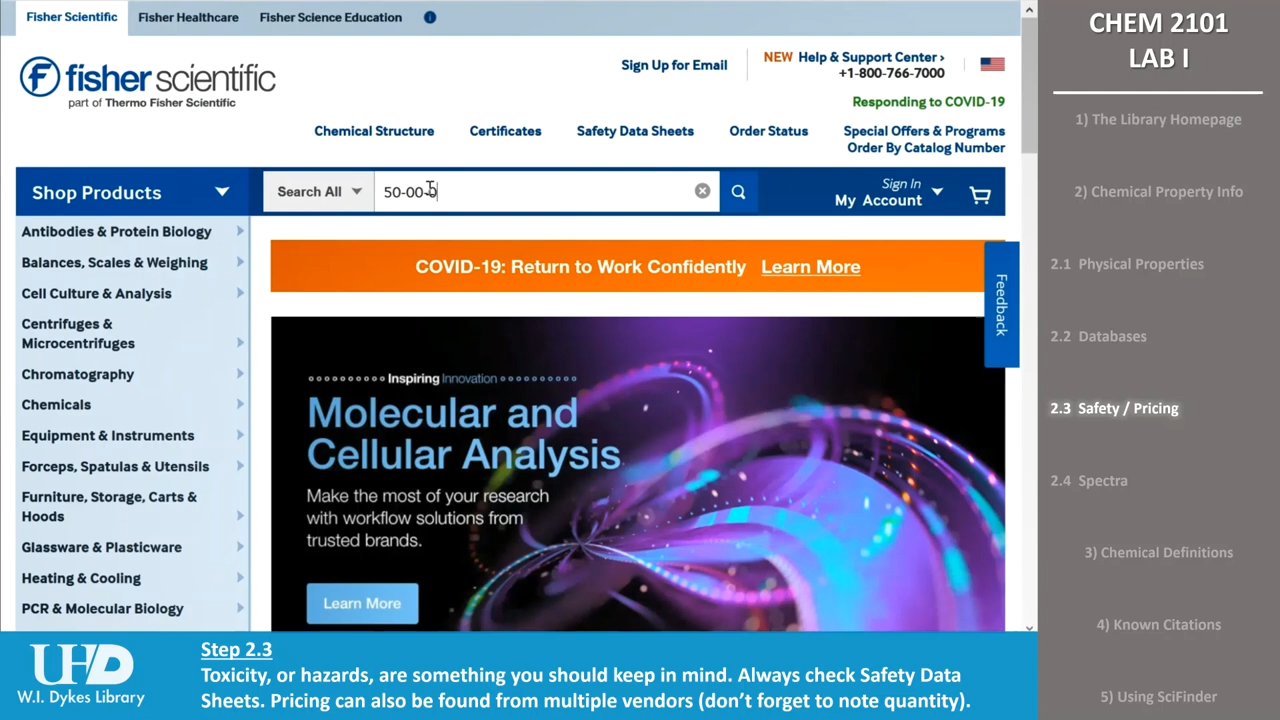 Fisher Scientific
Fisher Healthcare
Fisher Science Education
i
fisher scientific
part of Thermo Fisher Scientific
Sign Up for Email
NEW Help & Support Center ›
+1-800-766-7000
Responding to COVID-19
Chemical Structure
Certificates
Safety Data Sheets
Order Status
Special Offers & Programs
Order By Catalog Number
Shop Products
Search All
50-00-0
Sign In
My Account
Antibodies & Protein Biology
Balances, Scales & Weighing
Cell Culture & Analysis
Centrifuges &
Microcentrifuges
Chromatography
Chemicals
Equipment & Instruments
Forceps, Spatulas & Utensils
Furniture, Storage, Carts &
Hoods
Glassware & Plasticware
Heating & Cooling
PCR & Molecular Biology
COVID-19: Return to Work Confidently Learn More
Inspiring Innovation
Molecular and
Cellular Analysis
Make the most of your research
with workflow solutions from
trusted brands.
Learn More
Feedback
CHEM 2101
LAB I
1) The Library Homepage
2) Chemical Property Info
2.1 Physical Properties
2.2 Databases
2.3 Safety / Pricing
2.4 Spectra
3) Chemical Definitions
4) Known Citations
5) Using SciFinder
UHD
W.I. Dykes Library
Step 2.3
Toxicity, or hazards, are something you should keep in mind. Always check Safety Data
Sheets. Pricing can also be found from multiple vendors (don't forget to note quantity).